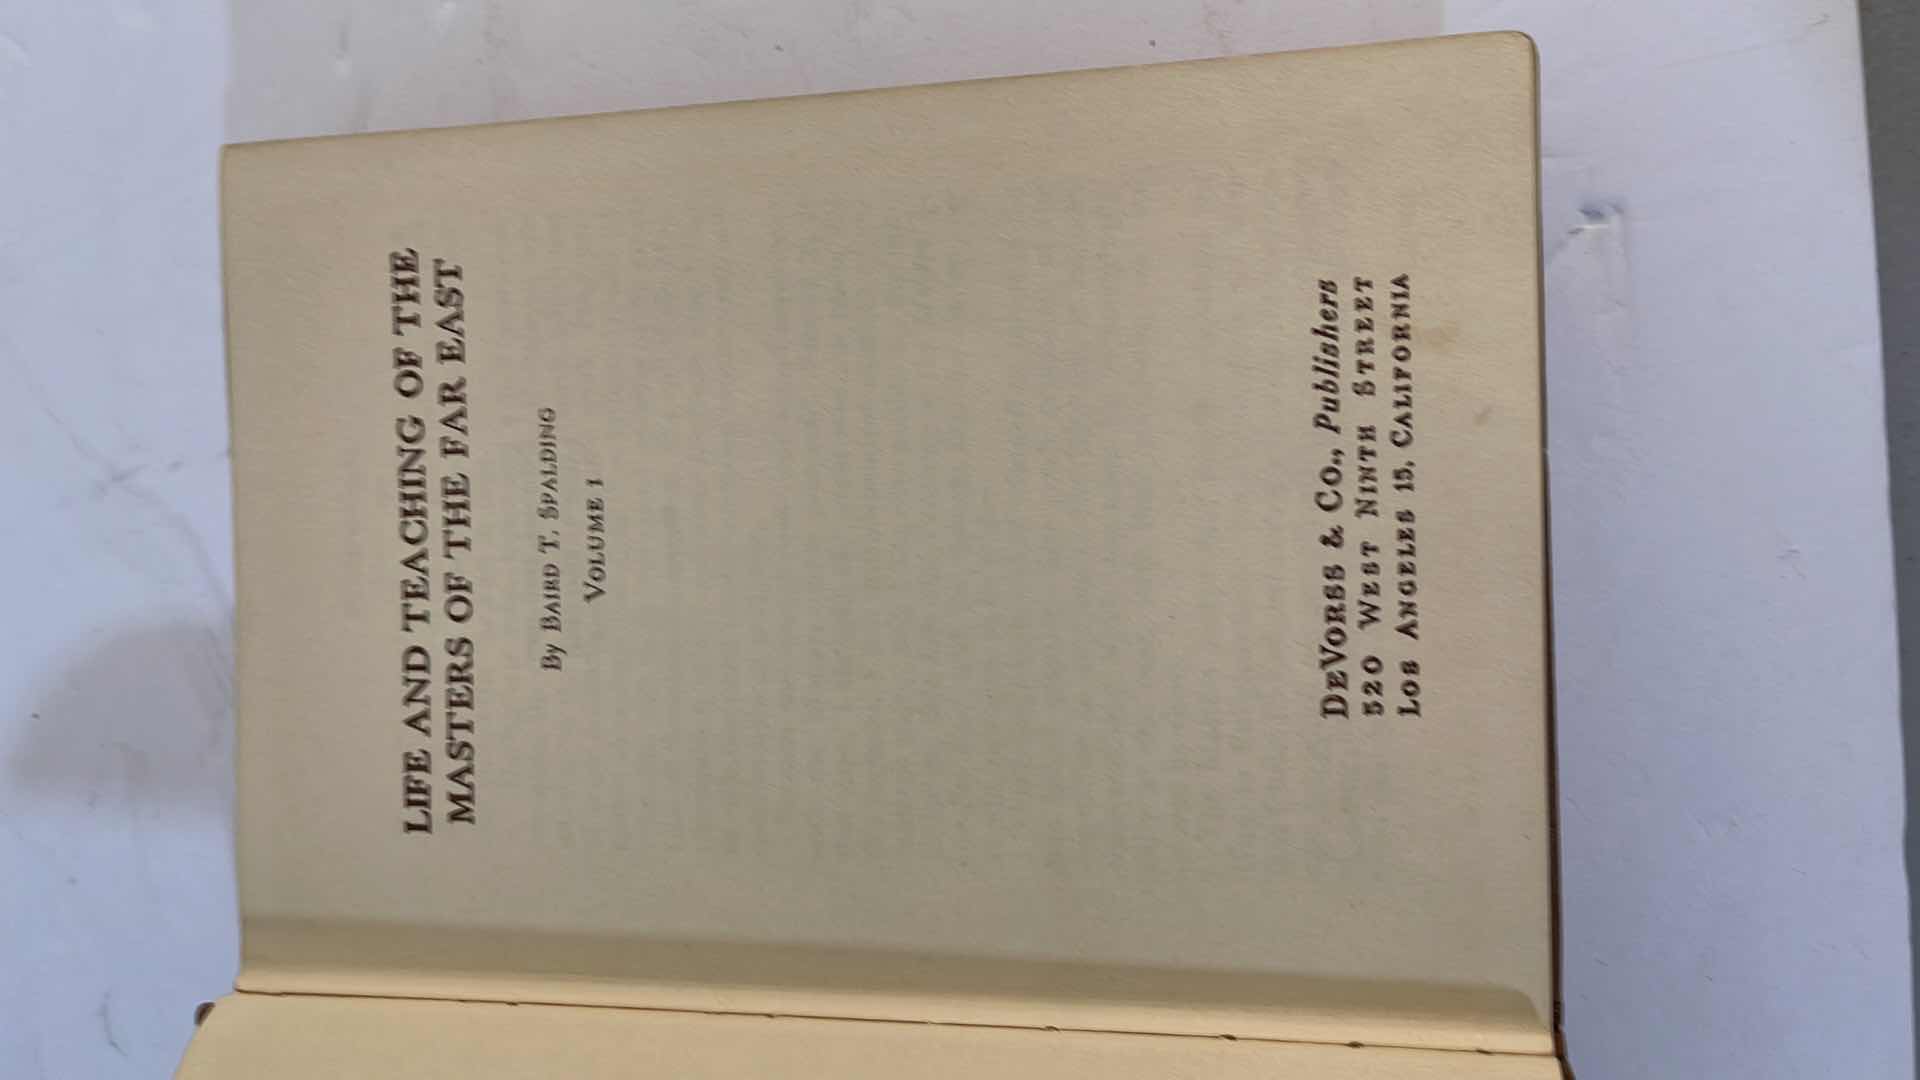 LIFE AND TEACHING OF THE
MASTERS OF THE FAR EAST
By BAIRD T. SPALDING
VOLUME 1
DEVORSS & CO., Publishers
520 WEST NINTH STREET
LOS ANGELES 15, CALIFORNIA